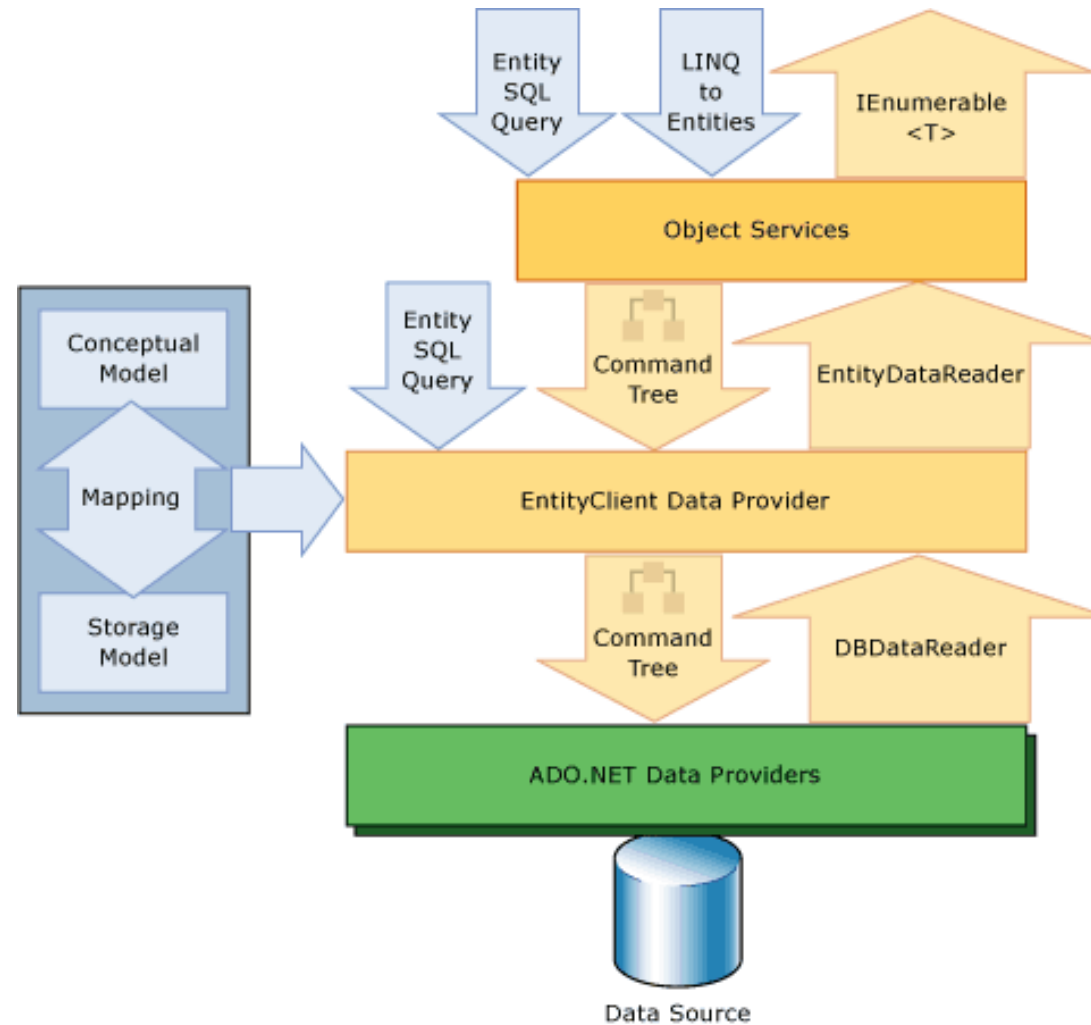 Entity
SQL
Query
LINQ
to
Entities
IEnumerable
<T>
Object Services
Conceptual
Model
Mapping
Storage
Model
Entity
SQL
Query
Command
Tree
EntityDataReader
EntityClient Data Provider
Command
Tree
DBDataReader
ADO.NET Data Providers
Data Source